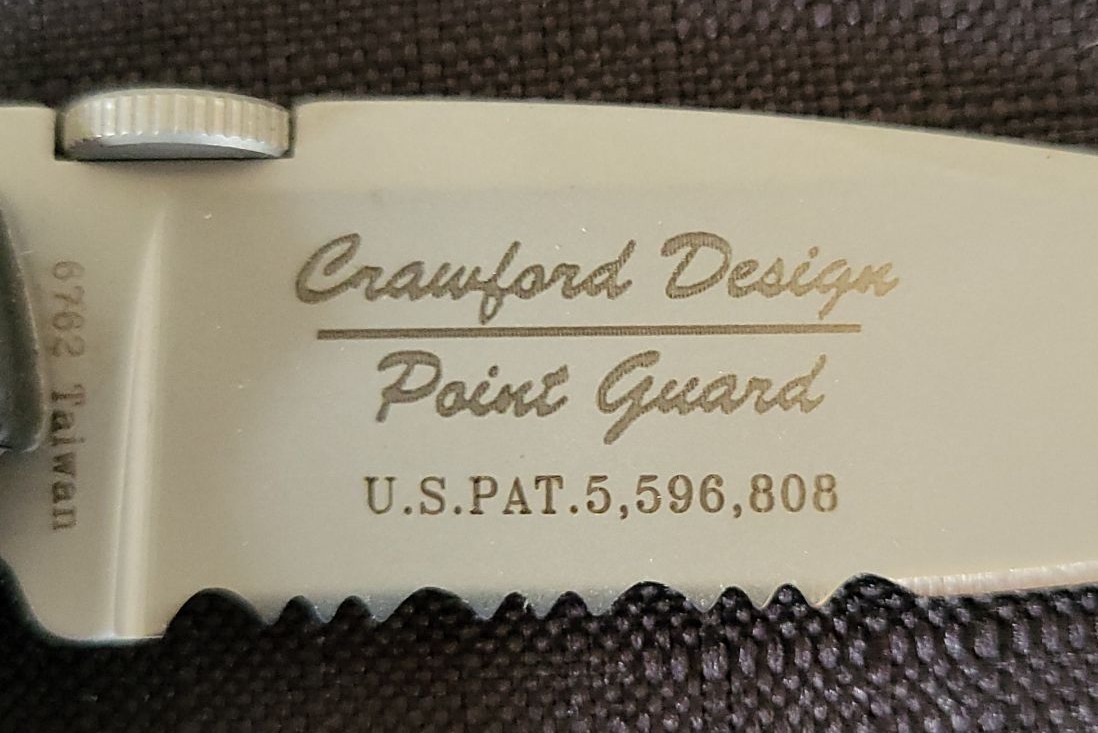 Crawford Design
Point Guard
U.S.PAT.5,596,808
6762 Taiwan